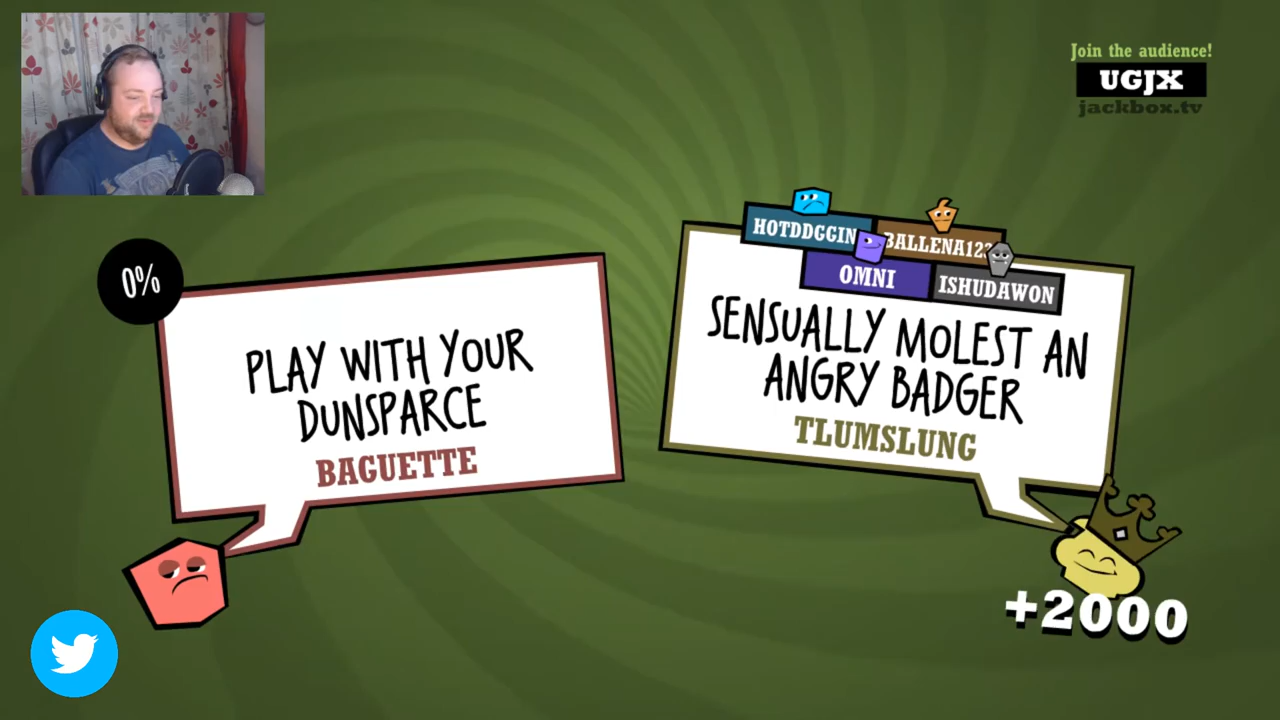 Join the audience!
UGJX
jackbox.tv
0%
PLAY WITH YOUR
DUNSPARCE
BAGUETTE
HOTDDGGIN
BALLENA123
OMNI
ISHUDAWON
SENSUALLY MOLEST AN
ANGRY BADGER
TLUMSLUNG
+2000